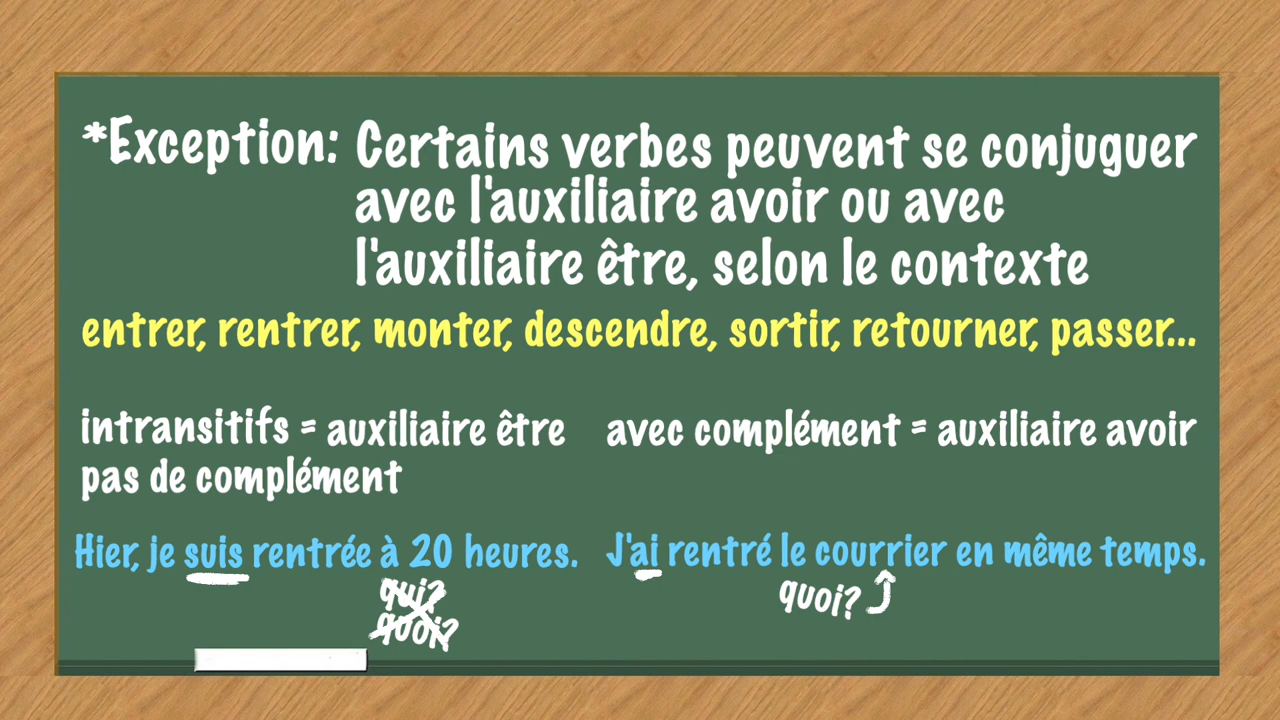 *Exception: Certains verbes peuvent se conjuguer
avec l'auxiliaire avoir ou avec
l'auxiliaire être, selon le contexte
entrer, rentrer, monter, descendre, sortir, retourner, passer...
intransitifs = auxiliaire être
pas de complément
avec complément = auxiliaire avoir
Hier, je suis rentrée à 20 heures.
qui?
quoi?
J'ai rentré le courrier en même temps.
quoi?